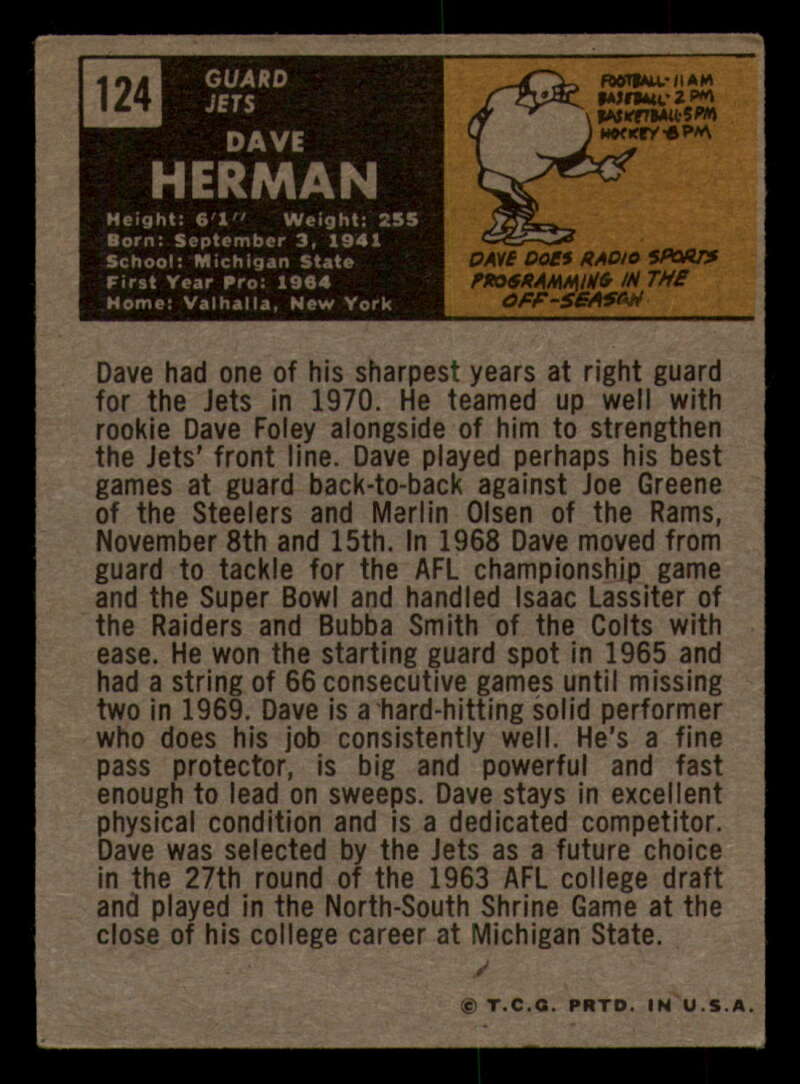 124
GUARD
JETS
DAVE
HERMAN
Height: 6'1" Weight: 255
Born: September 3, 1941
School: Michigan State
First Year Pro: 1964
Home: Valhalla, New York
FOOTBALL-11 AM
BASEBALL-2 PM
BASKETBALL-5 PM
HOCKEY-8 PM
DAVE DOES RADIO SPORTS
PROGRAMMING IN THE
OFF-SEASON
Dave had one of his sharpest years at right guard
for the Jets in 1970. He teamed up well with
rookie Dave Foley alongside of him to strengthen
the Jets' front line. Dave played perhaps his best
games at guard back-to-back against Joe Greene
of the Steelers and Merlin Olsen of the Rams,
November 8th and 15th. In 1968 Dave moved from
guard to tackle for the AFL championship game
and the Super Bowl and handled Isaac Lassiter of
the Raiders and Bubba Smith of the Colts with
ease. He won the starting guard spot in 1965 and
had a string of 66 consecutive games until missing
two in 1969. Dave is a hard-hitting solid performer
who does his job consistently well. He's a fine
pass protector, is big and powerful and fast
enough to lead on sweeps. Dave stays in excellent
physical condition and is a dedicated competitor.
Dave was selected by the Jets as a future choice
in the 27th round of the 1963 AFL college draft
and played in the North-South Shrine Game at the
close of his college career at Michigan State.
© T.C.G. PRTD. IN U.S.A.